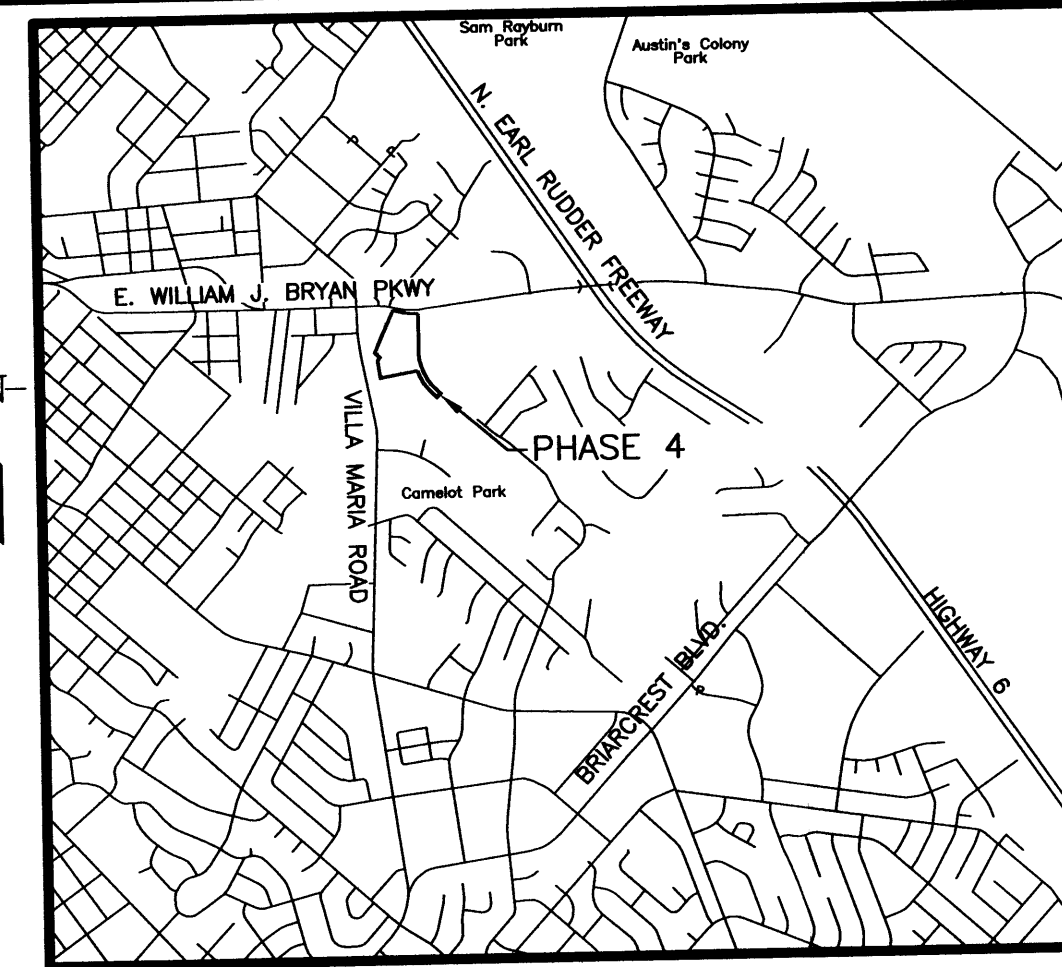 Sam Rayburn
Park
Austin's Colony
Park
N. EARL RUDDER FREEWAY
E. WILLIAM J. BRYAN PKWY
VILLA MARIA ROAD
PHASE 4
Camelot Park
HIGHWAY 6
BRIARCREST BLVD.